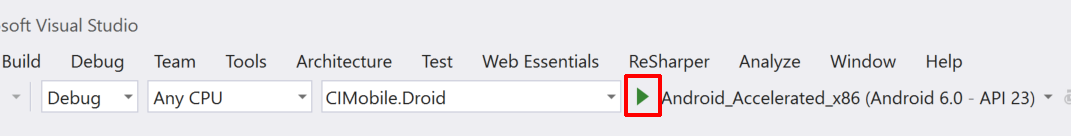 soft Visual Studio
Build Debug Team Tools Architecture Test Web Essentials ReSharper Analyze Window Help
Debug Any CPU CIMobile.Droid Android_Accelerated_x86 (Android 6.0 - API 23)